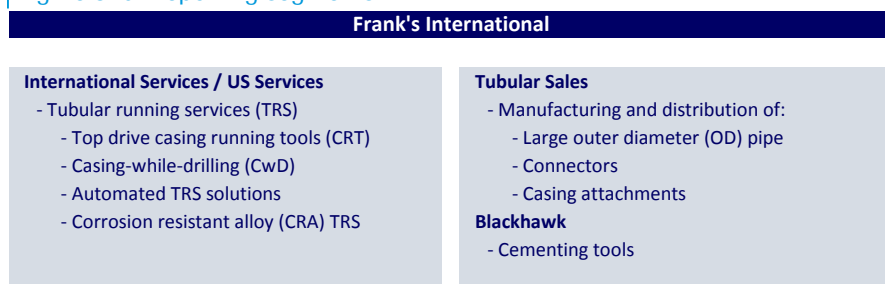 Frank's International
International Services / US Services
- Tubular running services (TRS)
- Top drive casing running tools (CRT)
- Casing-while-drilling (CwD)
- Automated TRS solutions
- Corrosion resistant alloy (CRA) TRS
Tubular Sales
- Manufacturing and distribution of:
- Large outer diameter (OD) pipe
- Connectors
- Casing attachments
Blackhawk
- Cementing tools